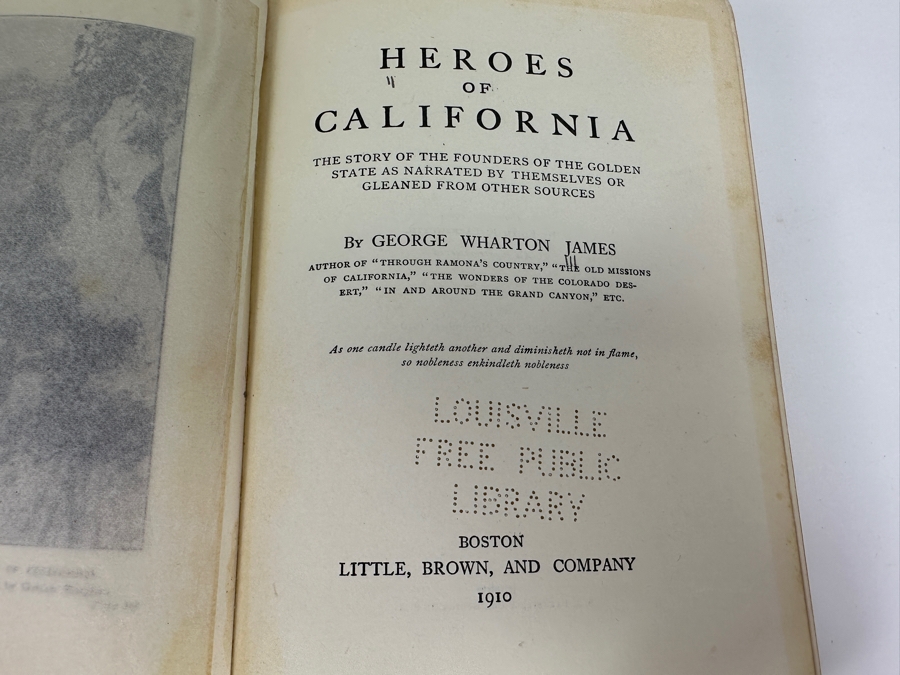 HEROES
OF
CALIFORNIA
THE STORY OF THE FOUNDERS OF THE GOLDEN
STATE AS NARRATED BY THEMSELVES OR
GLEANED FROM OTHER SOURCES
By GEORGE WHARTON JAMES
AUTHOR OF "THROUGH RAMONA'S COUNTRY," "THE OLD MISSIONS
OF CALIFORNIA," "THE WONDERS OF THE COLORADO DES-
ERT," "IN AND AROUND THE GRAND CANYON," ETC.
As one candle lighteth another and diminisheth not in flame,
so nobleness enkindleth nobleness
LOUISVILLE
FREE PUBLIC
LIBRARY
BOSTON
LITTLE, BROWN, AND COMPANY
1910